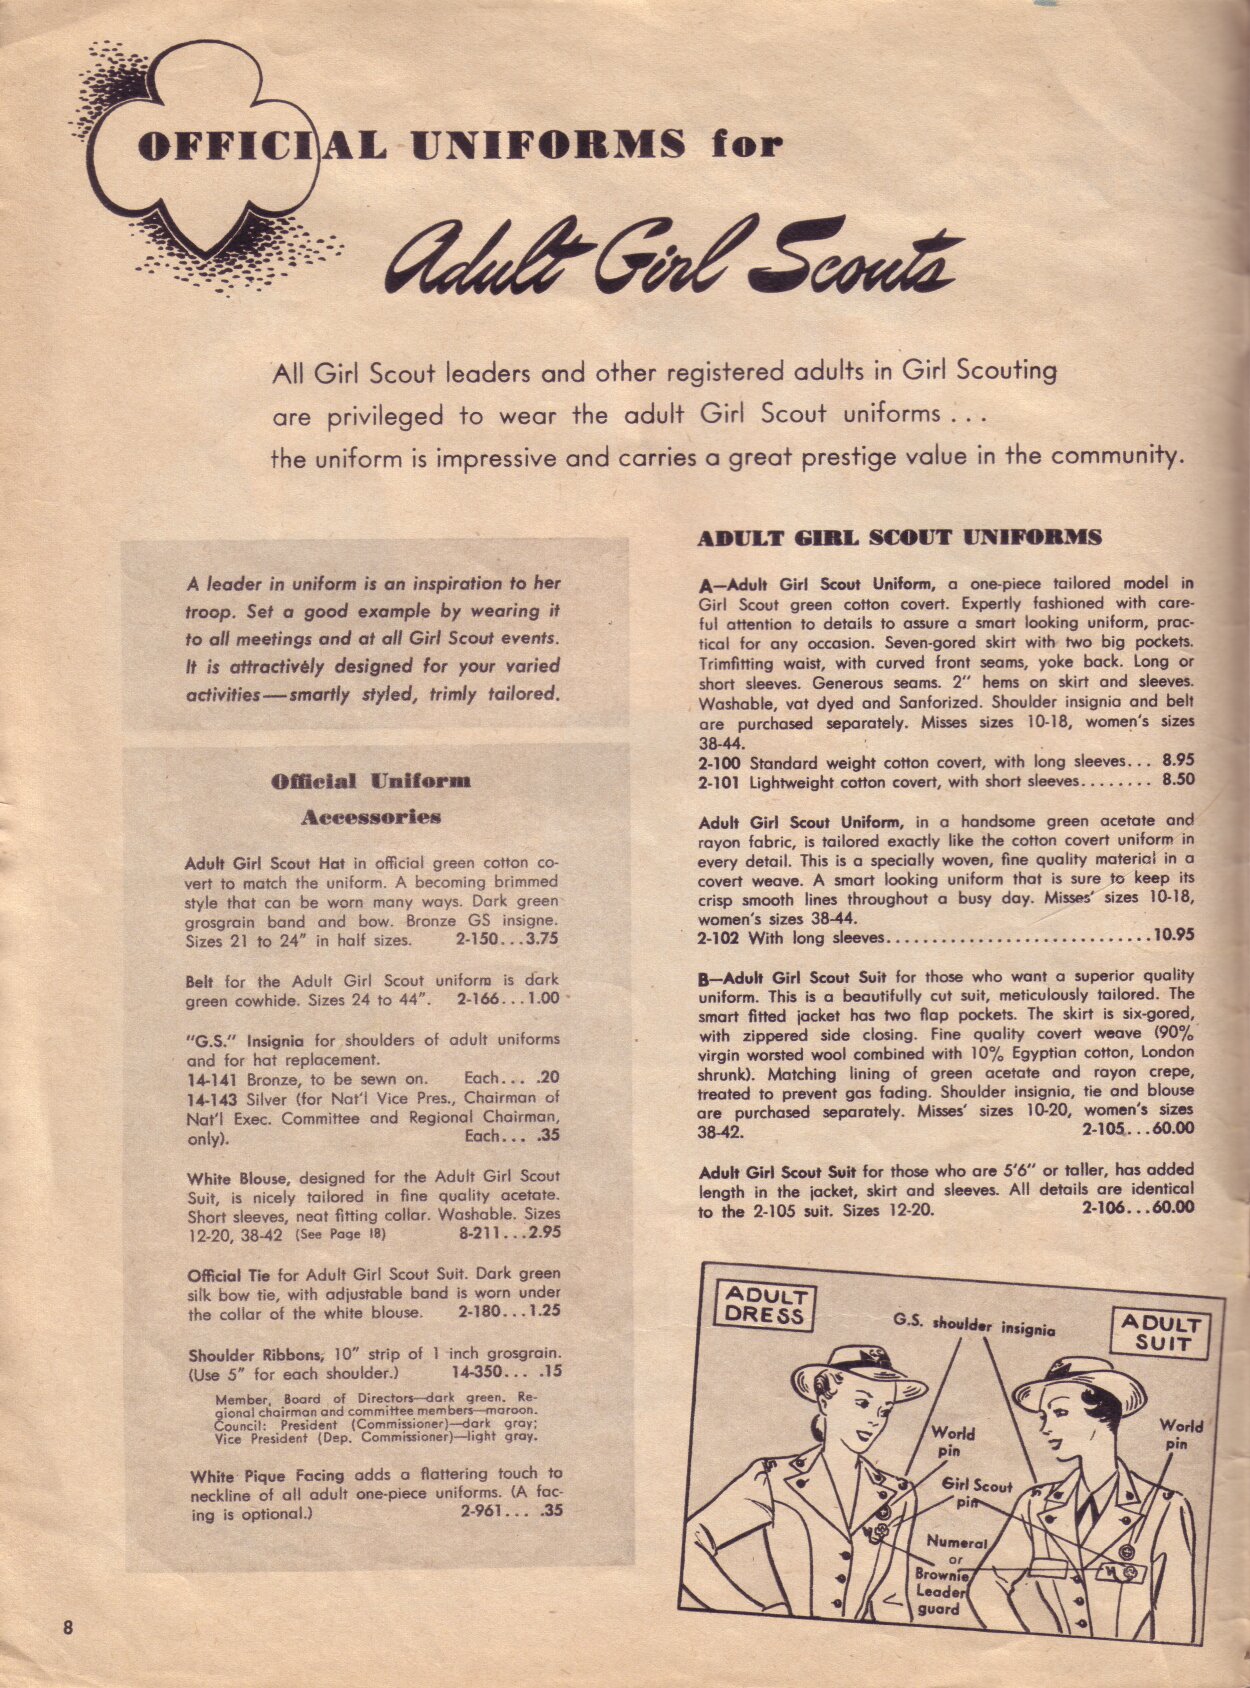 OFFICIAL UNIFORMS for
Adult Girl Scouts
All Girl Scout leaders and other registered adults in Girl Scouting
are privileged to wear the adult Girl Scout uniforms . . .
the uniform is impressive and carries a great prestige value in the community.
A leader in uniform is an inspiration to her
troop. Set a good example by wearing it
to all meetings and at all Girl Scout events.
It is attractively designed for your varied
activities—smartly styled, trimly tailored.
Official Uniform
Accessories
Adult Girl Scout Hat in official green cotton co-
vert to match the uniform. A becoming brimmed
style that can be worn many ways. Dark green
grosgrain band and bow. Bronze GS insigne.
Sizes 21 to 24" in half sizes. 2-150...3.75
Belt for the Adult Girl Scout uniform is dark
green cowhide. Sizes 24 to 44". 2-166...1.00
"G.S." Insignia for shoulders of adult uniforms
and for hat replacement.
14-141 Bronze, to be sewn on. Each... .20
14-143 Silver (for Nat'l Vice Pres., Chairman of
Nat'l Exec. Committee and Regional Chairman,
only). Each... .35
White Blouse, designed for the Adult Girl Scout
Suit, is nicely tailored in fine quality acetate.
Short sleeves, neat fitting collar. Washable. Sizes
12-20, 38-42 (See Page 18) 8-211...2.95
Official Tie for Adult Girl Scout Suit. Dark green
silk bow tie, with adjustable band is worn under
the collar of the white blouse. 2-180...1.25
Shoulder Ribbons, 10" strip of 1 inch grosgrain.
(Use 5" for each shoulder.) 14-350... .15
Member, Board of Directors—dark green. Re-
gional chairman and committee members—maroon.
Council: President (Commissioner)—dark gray;
Vice President (Dep. Commissioner)—light gray.
White Pique Facing adds a flattering touch to
neckline of all adult one-piece uniforms. (A fac-
ing is optional.) 2-961... .35
ADULT GIRL SCOUT UNIFORMS
A—Adult Girl Scout Uniform, a one-piece tailored model in
Girl Scout green cotton covert. Expertly fashioned with care-
ful attention to details to assure a smart looking uniform, prac-
tical for any occasion. Seven-gored skirt with two big pockets.
Trimfitting waist, with curved front seams, yoke back. Long or
short sleeves. Generous seams. 2" hems on skirt and sleeves.
Washable, vat dyed and Sanforized. Shoulder insignia and belt
are purchased separately. Misses sizes 10-18, women's sizes
38-44.
2-100 Standard weight cotton covert, with long sleeves... 8.95
2-101 Lightweight cotton covert, with short sleeves........ 8.50
Adult Girl Scout Uniform, in a handsome green acetate and
rayon fabric, is tailored exactly like the cotton covert uniform in
every detail. This is a specially woven, fine quality material in a
covert weave. A smart looking uniform that is sure to keep its
crisp smooth lines throughout a busy day. Misses' sizes 10-18,
women's sizes 38-44.
2-102 With long sleeves.............................10.95
B—Adult Girl Scout Suit for those who want a superior quality
uniform. This is a beautifully cut suit, meticulously tailored. The
smart fitted jacket has two flap pockets. The skirt is six-gored,
with zippered side closing. Fine quality covert weave (90%
virgin worsted wool combined with 10% Egyptian cotton, London
shrunk). Matching lining of green acetate and rayon crepe,
treated to prevent gas fading. Shoulder insignia, tie and blouse
are purchased separately. Misses' sizes 10-20, women's sizes
38-42. 2-105...60.00
Adult Girl Scout Suit for those who are 5'6" or taller, has added
length in the jacket, skirt and sleeves. All details are identical
to the 2-105 suit. Sizes 12-20. 2-106...60.00
ADULT
DRESS
G.S. shoulder insignia
ADULT
SUIT
World
pin
World
pin
Girl Scout
pin
Numeral
or
Brownie
Leader
guard
8